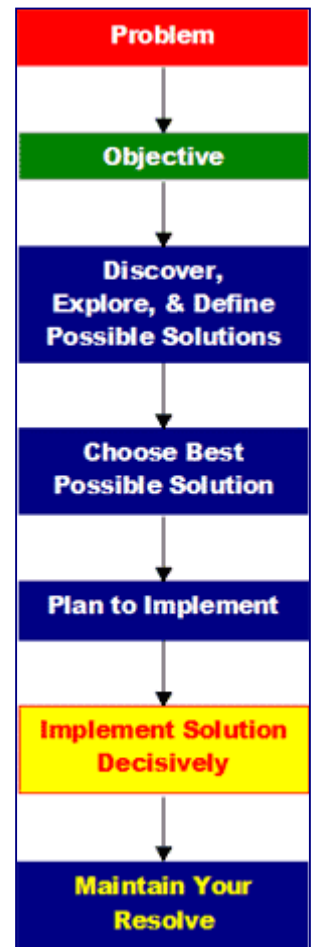 Problem
Objective
Discover,
Explore, & Define
Possible Solutions
Choose Best
Possible Solution
Plan to Implement
Implement Solution
Decisively
Maintain Your
Resolve